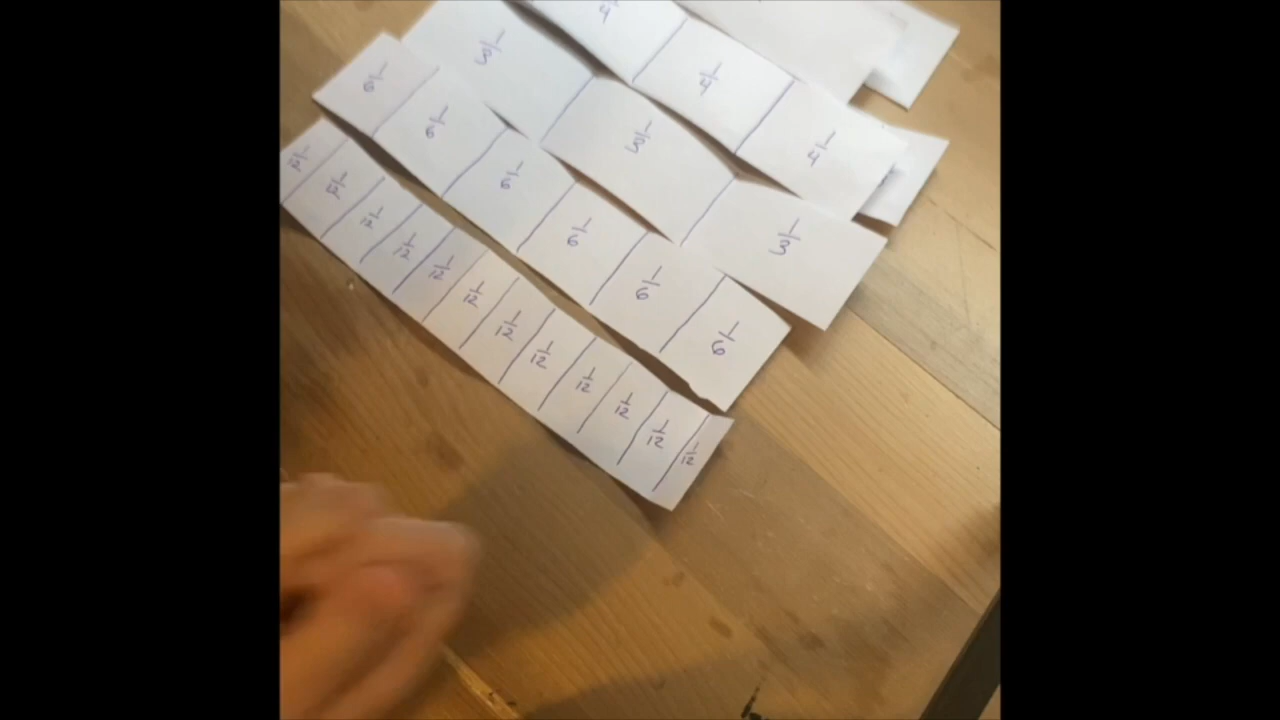 1/4 1/4 1/4
1/3 1/3 1/3
1/6 1/6 1/6 1/6 1/6 1/6
1/12 1/12 1/12 1/12 1/12 1/12 1/12 1/12 1/12 1/12 1/12 1/12